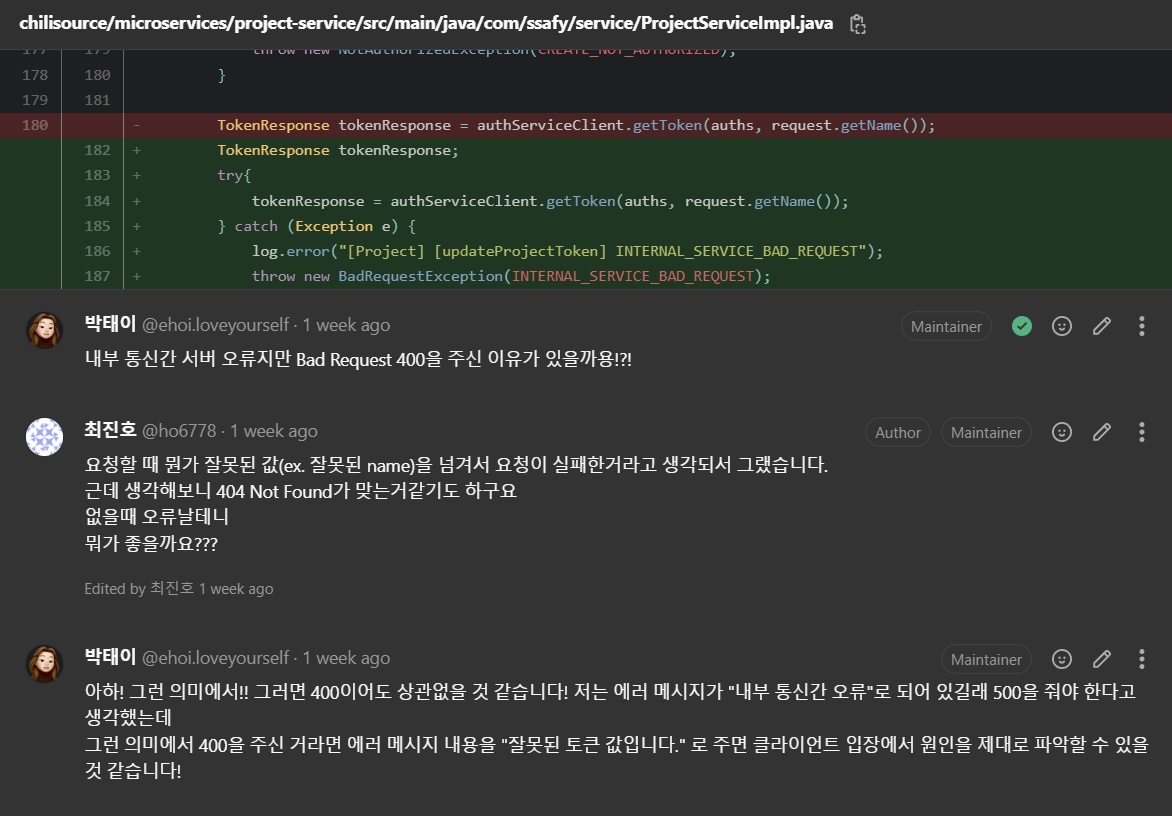 chilisource/microservices/project-service/src/main/java/com/ssafy/service/ProjectServiceImpl.java
177 179 throw new NotAuthorizedException(CREATE_NOT_AUTHORIZED);
178 180 }
179 181
180 - TokenResponse tokenResponse = authServiceClient.getToken(auths, request.getName());
182 + TokenResponse tokenResponse;
183 + try{
184 + tokenResponse = authServiceClient.getToken(auths, request.getName());
185 + } catch (Exception e) {
186 + log.error("[Project] [updateProjectToken] INTERNAL_SERVICE_BAD_REQUEST");
187 + throw new BadRequestException(INTERNAL_SERVICE_BAD_REQUEST);
박태이 @ehoi.loveyourself · 1 week ago Maintainer
내부 통신간 서버 오류지만 Bad Request 400을 주신 이유가 있을까용!?!
최진호 @ho6778 · 1 week ago Author Maintainer
요청할 때 뭔가 잘못된 값(ex. 잘못된 name)을 넘겨서 요청이 실패한거라고 생각되서 그랬습니다.
근데 생각해보니 404 Not Found가 맞는거같기도 하구요
없을때 오류날테니
뭐가 좋을까요???
Edited by 최진호 1 week ago
박태이 @ehoi.loveyourself · 1 week ago Maintainer
아하! 그런 의미에서!! 그러면 400이어도 상관없을 것 같습니다! 저는 에러 메시지가 "내부 통신간 오류"로 되어 있길래 500을 줘야 한다고
생각했는데
그런 의미에서 400을 주신 거라면 에러 메시지 내용을 "잘못된 토큰 값입니다." 로 주면 클라이언트 입장에서 원인을 제대로 파악할 수 있을
것 같습니다!